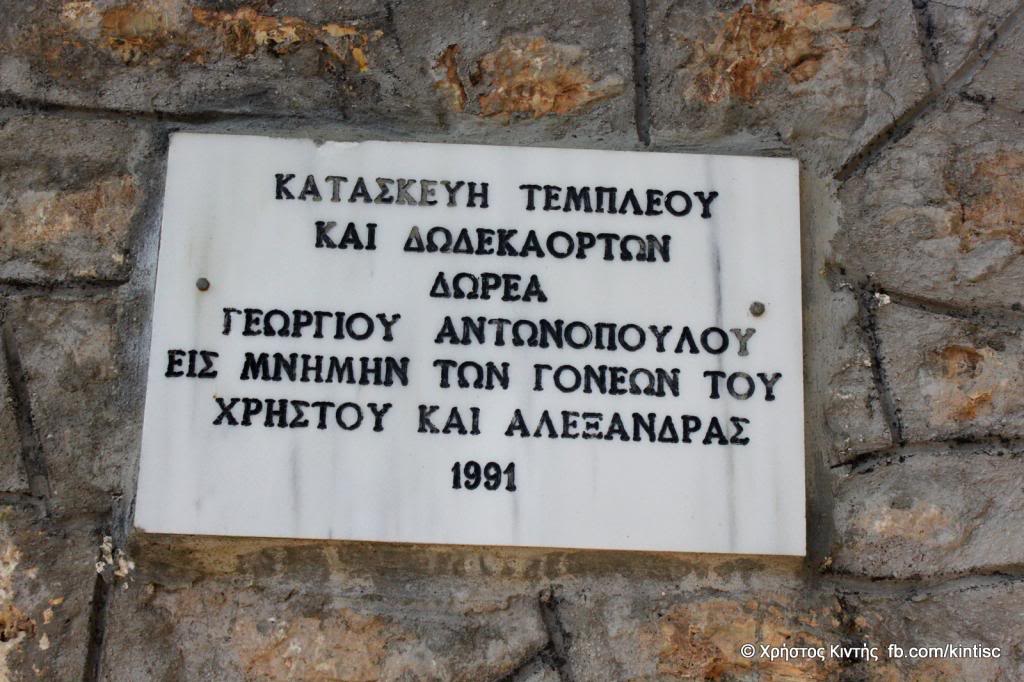 ΚΑΤΑΣΚΕΥΗ ΤΕΜΠΛΕΟΥ
ΚΑΙ ΔΩΔΕΚΑΟΡΤΩΝ
ΔΩΡΕΑ
ΓΕΩΡΓΙΟΥ ΑΝΤΩΝΟΠΟΥΛΟΥ
ΕΙΣ ΜΝΗΜΗΝ ΤΩΝ ΓΟΝΕΩΝ ΤΟΥ
ΧΡΗΣΤΟΥ ΚΑΙ ΑΛΕΞΑΝΔΡΑΣ
1991
© Χρήστος Κιντής fb.com/kintisc